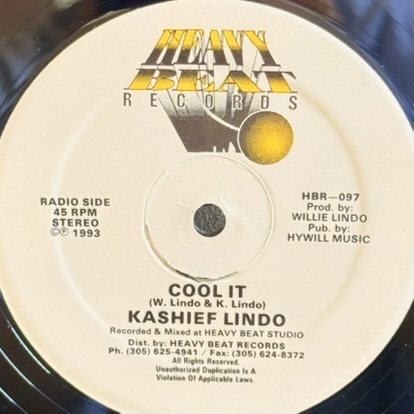 HEAVY
BEAT
RECORDS
RADIO SIDE
45 RPM
STEREO
©℗ 1993
HBR—097
Prod. by:
WILLIE LINDO
Pub. by:
HYWILL MUSIC
COOL IT
(W. Lindo & K. Lindo)
KASHIEF LINDO
Recorded & Mixed at HEAVY BEAT STUDIO
Dist. by: HEAVY BEAT RECORDS
Ph. (305) 625-4941 / Fax: (305) 624-8372
All Rights Reserved.
Unauthorized Duplication Is A
Violation Of Applicable Laws.